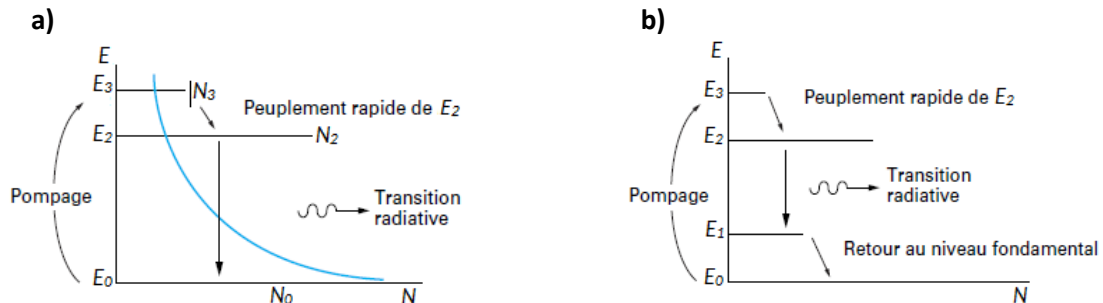 a)
E
E3
N3
Peuplement rapide de E2
E2
N2
Pompage
Transition
radiative
E0
N0
N
b)
E
E3
Peuplement rapide de E2
E2
Pompage
Transition
radiative
E1
Retour au niveau fondamental
E0
N